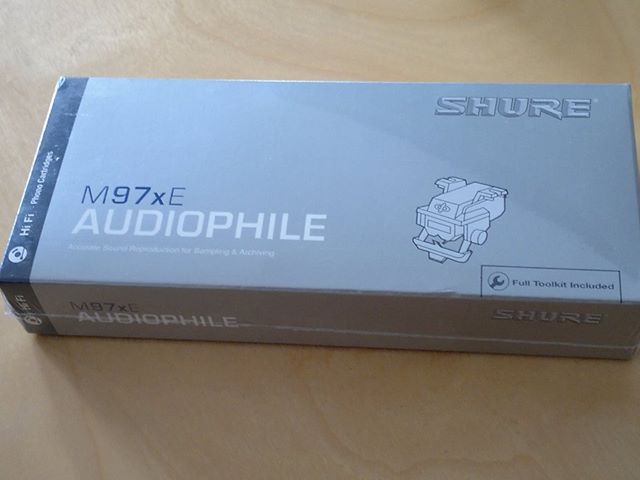 SHURE
Hi Fi Phono Cartridges
M97xE
AUDIOPHILE
Accurate Sound Reproduction for Sampling & Archiving
Full Toolkit Included
Hi Fi
M97xE
AUDIOPHILE
SHURE